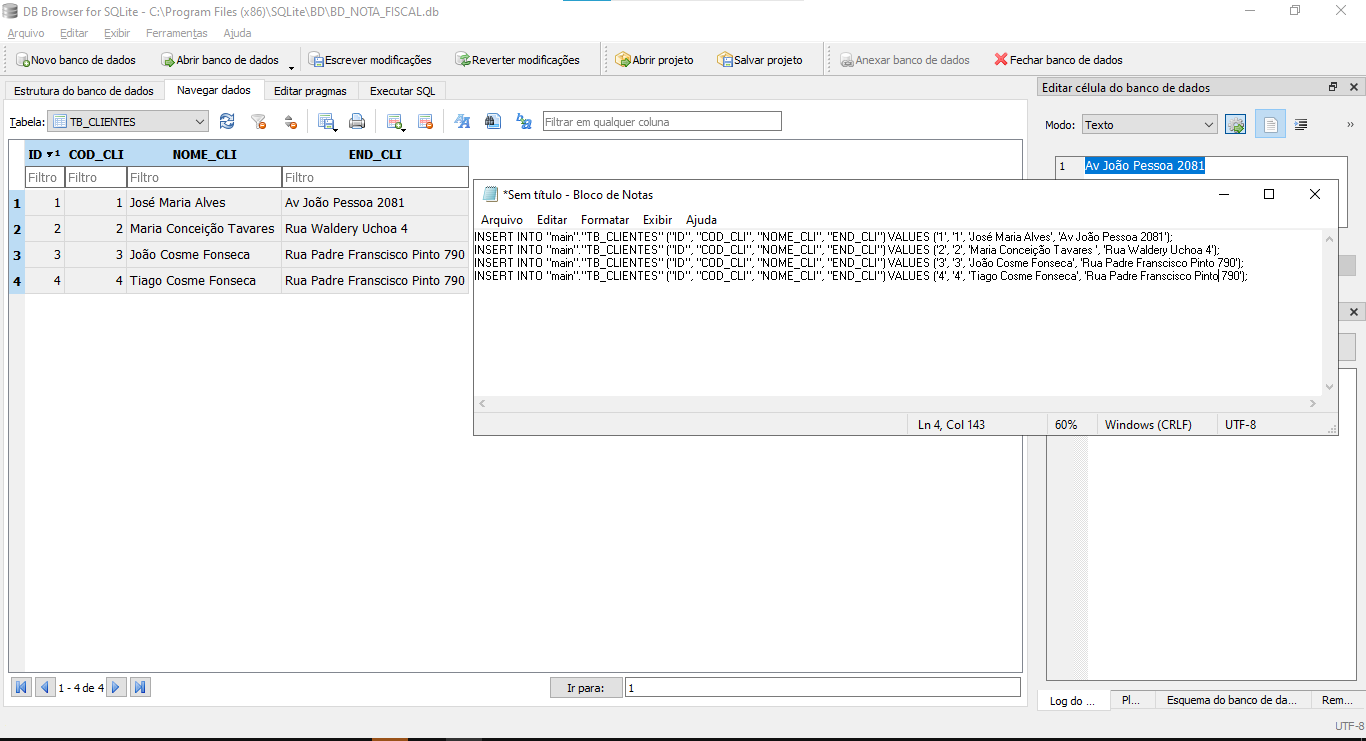 DB Browser for SQLite - C:\Program Files (x86)\SQLite\BD\BD_NOTA_FISCAL.db
Arquivo Editar Exibir Ferramentas Ajuda
Novo banco de dados Abrir banco de dados Escrever modificações Reverter modificações Abrir projeto Salvar projeto Anexar banco de dados Fechar banco de dados
Estrutura do banco de dados Navegar dados Editar pragmas Executar SQL
Tabela: TB_CLIENTES Filtrar em qualquer coluna
ID 1 COD_CLI NOME_CLI END_CLI
Filtro Filtro Filtro Filtro
1 1 1 José Maria Alves Av João Pessoa 2081
2 2 2 Maria Conceição Tavares Rua Waldery Uchoa 4
3 3 3 João Cosme Fonseca Rua Padre Franscisco Pinto 790
4 4 4 Tiago Cosme Fonseca Rua Padre Franscisco Pinto 790
1 - 4 de 4 Ir para: 1
Editar célula do banco de dados
Modo: Texto »
1 Av João Pessoa 2081
*Sem título - Bloco de Notas
Arquivo Editar Formatar Exibir Ajuda
INSERT INTO "main"."TB_CLIENTES" ("ID", "COD_CLI", "NOME_CLI", "END_CLI") VALUES ('1', '1', 'José Maria Alves', 'Av João Pessoa 2081');
INSERT INTO "main"."TB_CLIENTES" ("ID", "COD_CLI", "NOME_CLI", "END_CLI") VALUES ('2', '2', 'Maria Conceição Tavares ', 'Rua Waldery Uchoa 4');
INSERT INTO "main"."TB_CLIENTES" ("ID", "COD_CLI", "NOME_CLI", "END_CLI") VALUES ('3', '3', 'João Cosme Fonseca', 'Rua Padre Franscisco Pinto 790');
INSERT INTO "main"."TB_CLIENTES" ("ID", "COD_CLI", "NOME_CLI", "END_CLI") VALUES ('4', '4', 'Tiago Cosme Fonseca', 'Rua Padre Franscisco Pinto 790');
Ln 4, Col 143 60% Windows (CRLF) UTF-8
Log do ... Pl... Esquema do banco de da... Rem...
UTF-8